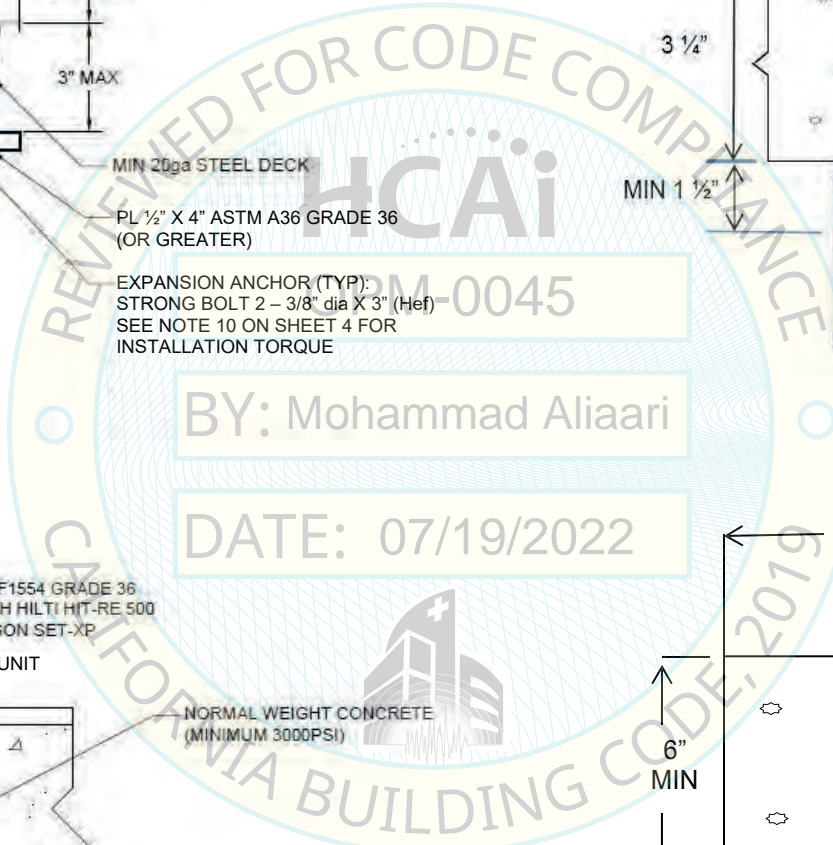 3" MAX
3 ¼”
MIN 20ga STEEL DECK
MIN 1 ½”
PL ½” X 4” ASTM A36 GRADE 36
(OR GREATER)
EXPANSION ANCHOR (TYP):
STRONG BOLT 2 – 3/8” dia X 3” (Hef)
SEE NOTE 10 ON SHEET 4 FOR
INSTALLATION TORQUE
REVIEWED FOR CODE COMPLIANCE
HCAi
OPM-0045
BY: Mohammad Aliaari
DATE: 07/19/2022
CALIFORNIA BUILDING CODE, 2019
F1554 GRADE 36
H HILTI HIT-RE 500
SON SET-XP
UNIT
NORMAL WEIGHT CONCRETE
(MINIMUM 3000PSI)
6”
MIN